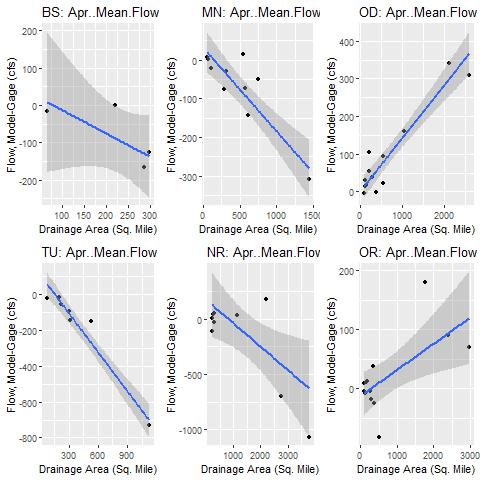 BS: Apr..Mean.Flow
MN: Apr..Mean.Flow
OD: Apr..Mean.Flow
Flow, Model-Gage (cfs)
200
100
0
-100
-200
100
150
200
250
300
Drainage Area (Sq. Mile)
Flow, Model-Gage (cfs)
0
-100
-200
-300
0
500
1000
150
Drainage Area (Sq. Mile)
Flow, Model-Gage (cfs)
400
300
200
100
0
0
1000
2000
Drainage Area (Sq. Mile)
TU: Apr..Mean.Flow
NR: Apr..Mean.Flow
OR: Apr..Mean.Flow
Flow, Model-Gage (cfs)
0
-200
-400
-600
-800
300
600
900
Drainage Area (Sq. Mile)
Flow, Model-Gage (cfs)
0
-500
-1000
1000
2000
3000
Drainage Area (Sq. Mile)
Flow, Model-Gage (cfs)
200
100
0
0
1000
2000
3000
Drainage Area (Sq. Mile)